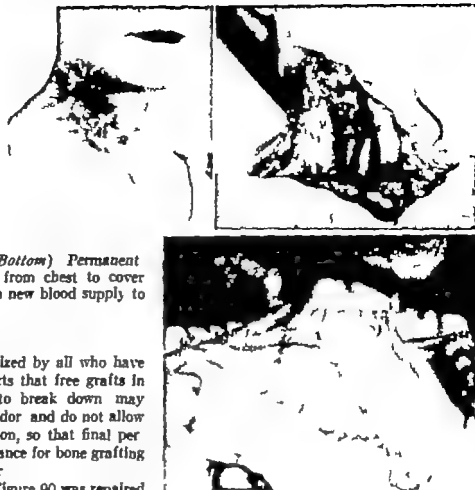 Bottom) Permanent
from chest to cover
new blood supply to
ized by all who have
rts that free grafts in
to break down may
dor and do not allow
on, so that final per
ance for bone grafting
Figure 90 was repaired